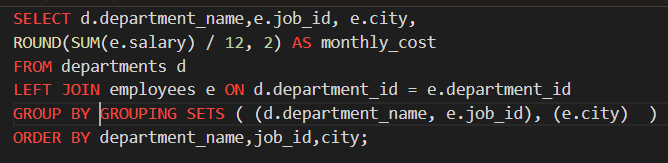 SELECT d.department_name,e.job_id, e.city,
ROUND(SUM(e.salary) / 12, 2) AS monthly_cost
FROM departments d
LEFT JOIN employees e ON d.department_id = e.department_id
GROUP BY GROUPING SETS ( (d.department_name, e.job_id), (e.city)  )
ORDER BY department_name,job_id,city;